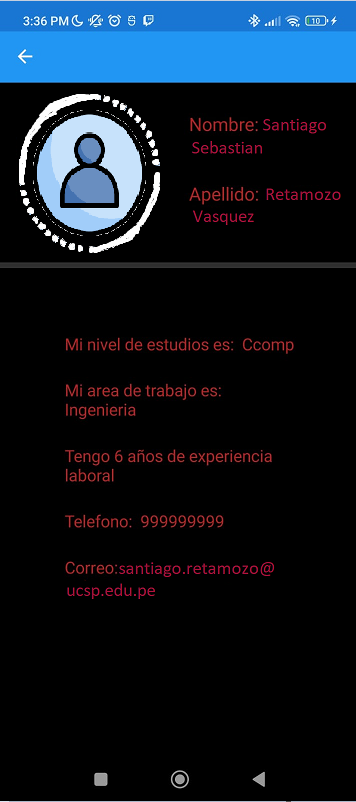 3:36 PM
10
Nombre: Santiago
Sebastian
Apellido: Retamozo
Vasquez
Mi nivel de estudios es: Ccomp
Mi area de trabajo es:
Ingenieria
Tengo 6 años de experiencia
laboral
Telefono: 999999999
Correo:santiago.retamozo@
ucsp.edu.pe